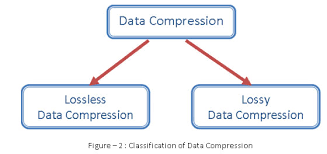 Data Compression
Lossless
Data Compression
Lossy
Data Compression
Figure – 2 : Classification of Data Compression